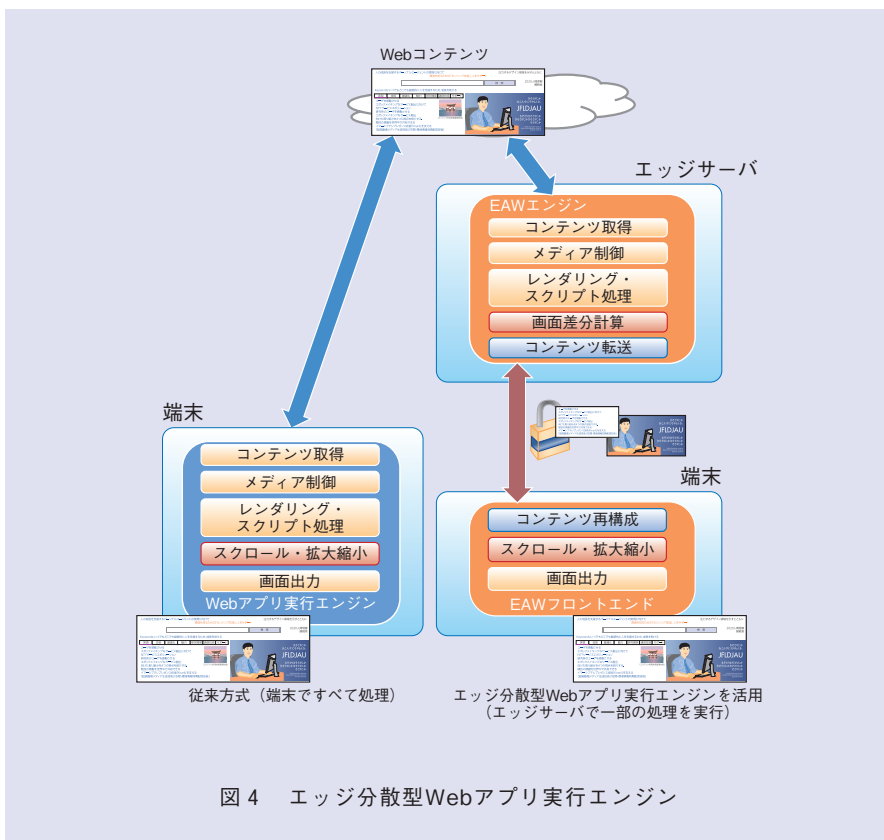 Webコンテンツ
JFLDJAU
エッジサーバ
EAWエンジン
コンテンツ取得
メディア制御
レンダリング・
スクリプト処理
画面差分計算
コンテンツ転送
JFLDJAU
端末
コンテンツ取得
メディア制御
レンダリング・
スクリプト処理
スクロール・拡大縮小
画面出力
Webアプリ実行エンジン
JFLDJAU
従来方式（端末ですべて処理）
端末
コンテンツ再構成
スクロール・拡大縮小
画面出力
EAWフロントエンド
JFLDJAU
エッジ分散型Webアプリ実行エンジンを活用
（エッジサーバで一部の処理を実行）
図 4　エッジ分散型Webアプリ実行エンジン